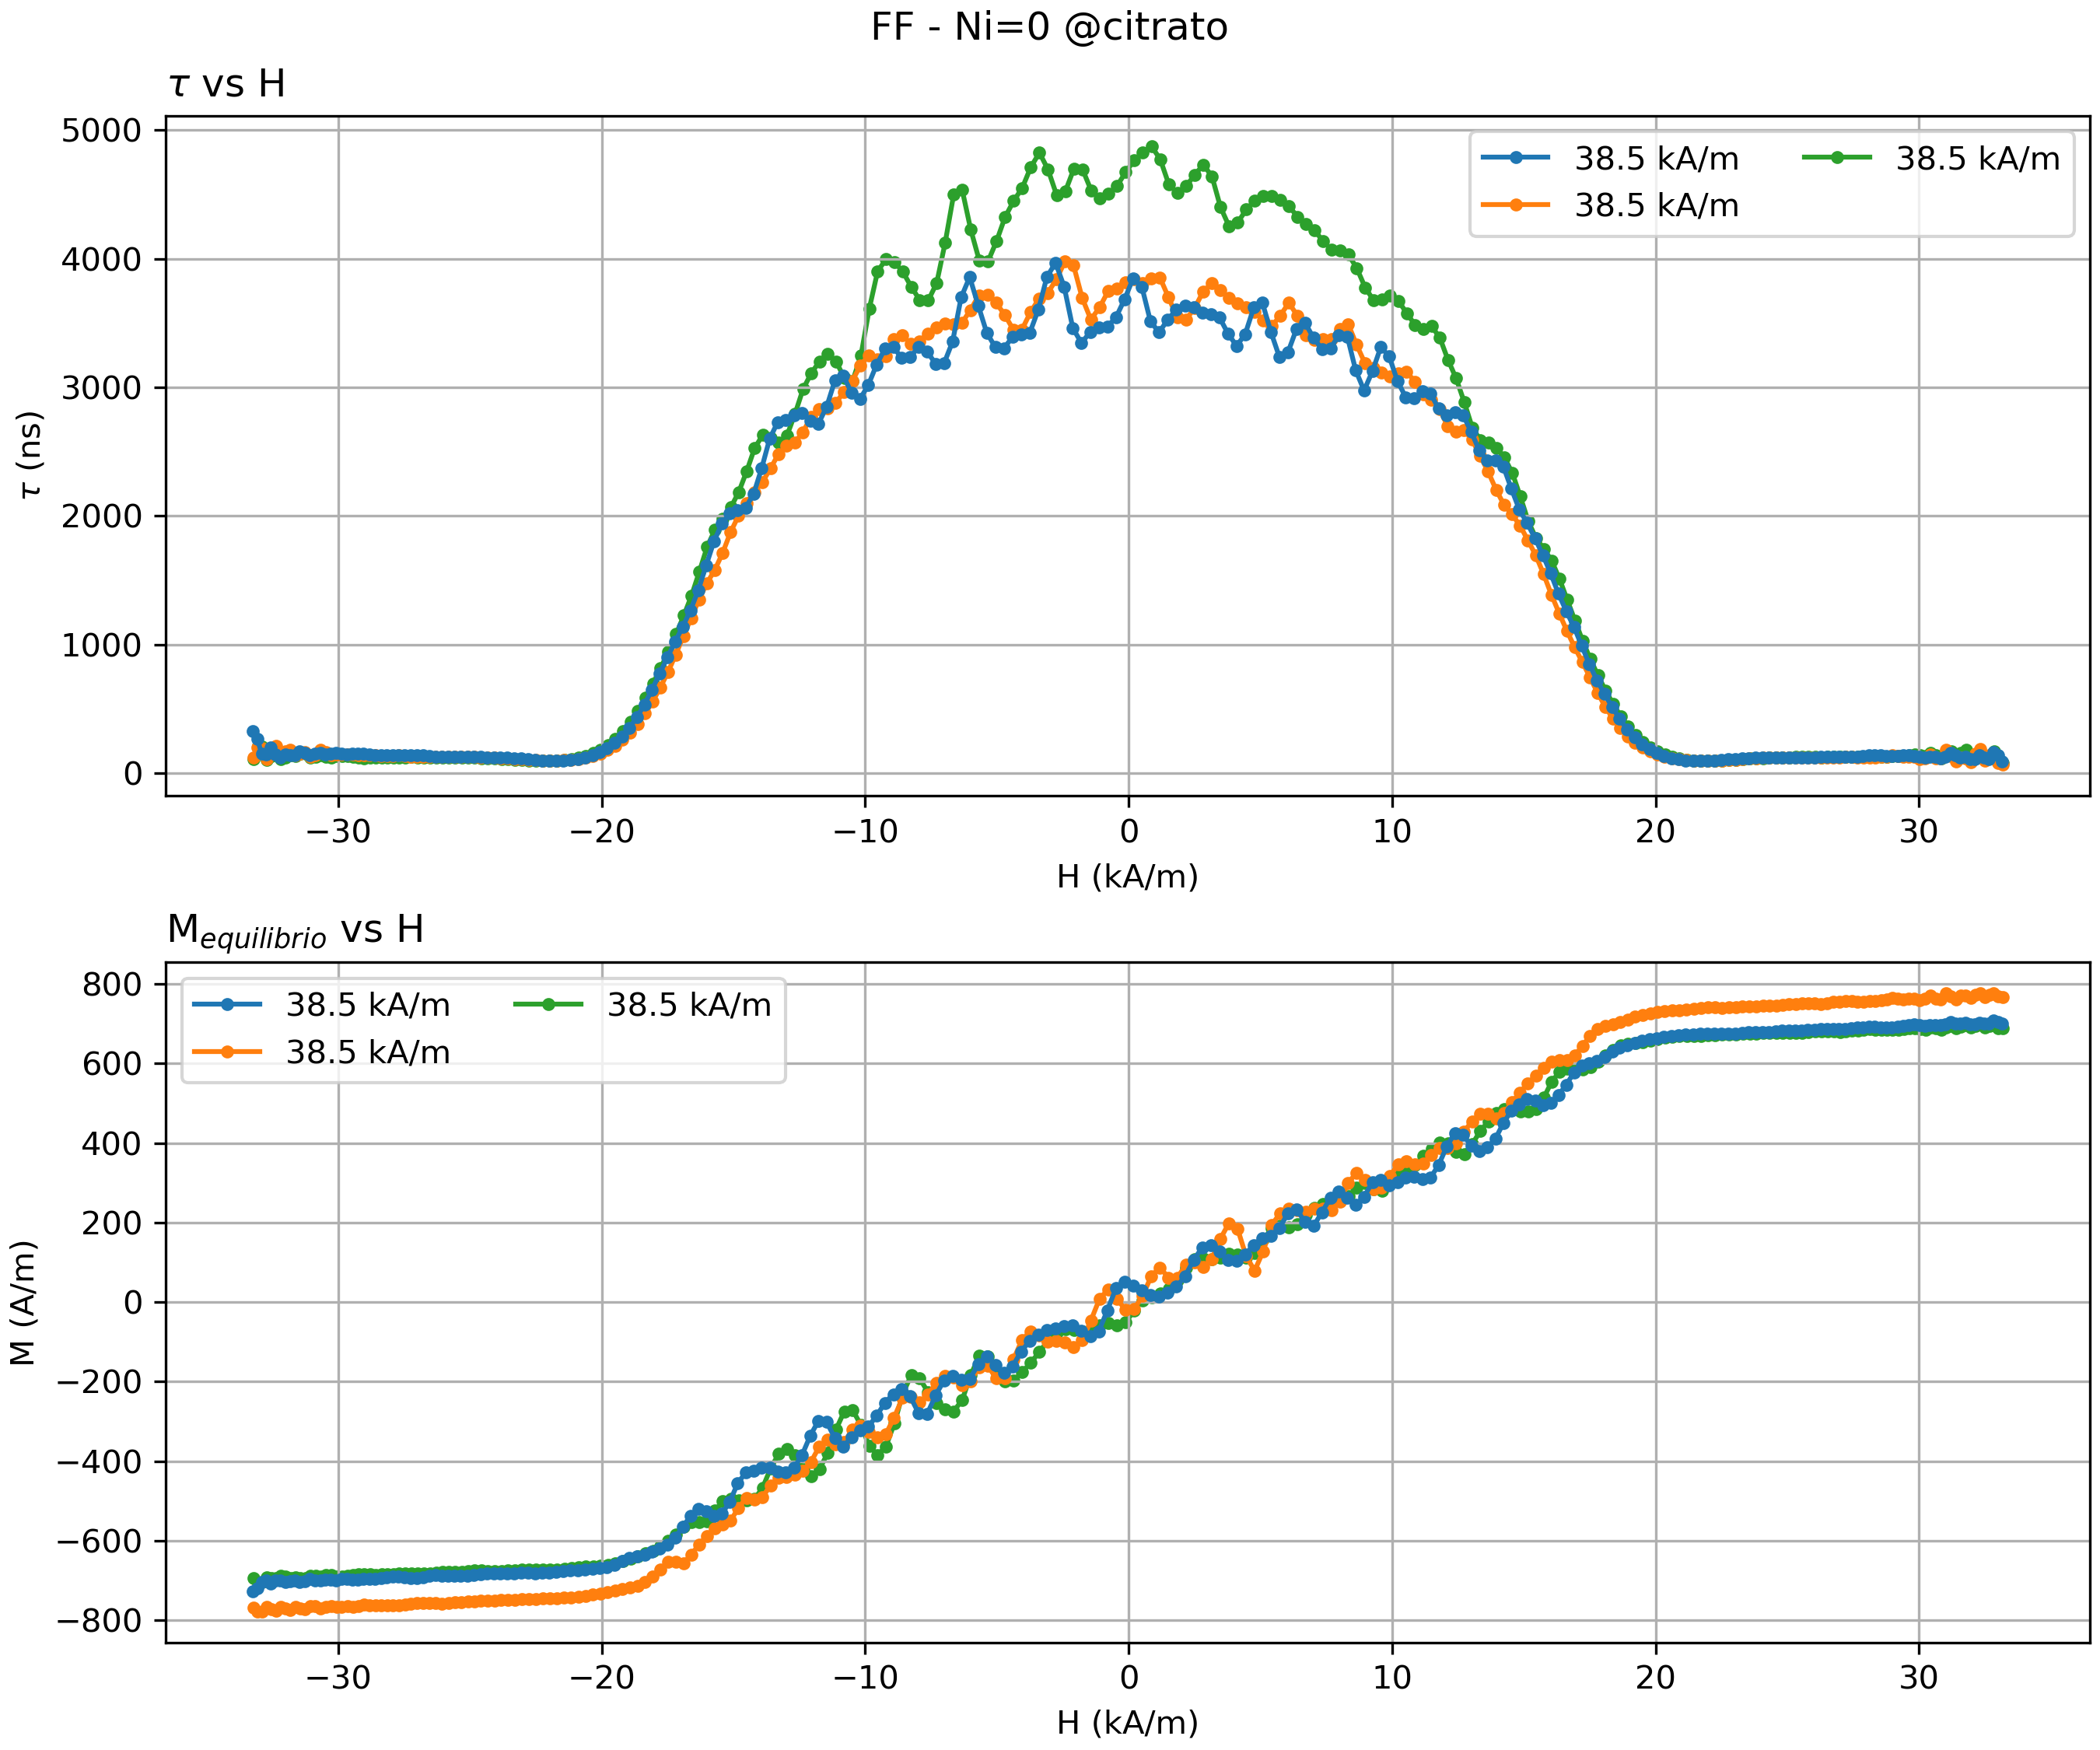 FF - Ni=0 @citrato
τ vs H
5000
4000
3000
2000
1000
0
τ (ns)
38.5 kA/m
38.5 kA/m
38.5 kA/m
−30 −20 −10 0 10 20 30
H (kA/m)
Mequilibrio vs H
800
600
400
200
0
−200
−400
−600
−800
M (A/m)
38.5 kA/m
38.5 kA/m
38.5 kA/m
−30 −20 −10 0 10 20 30
H (kA/m)